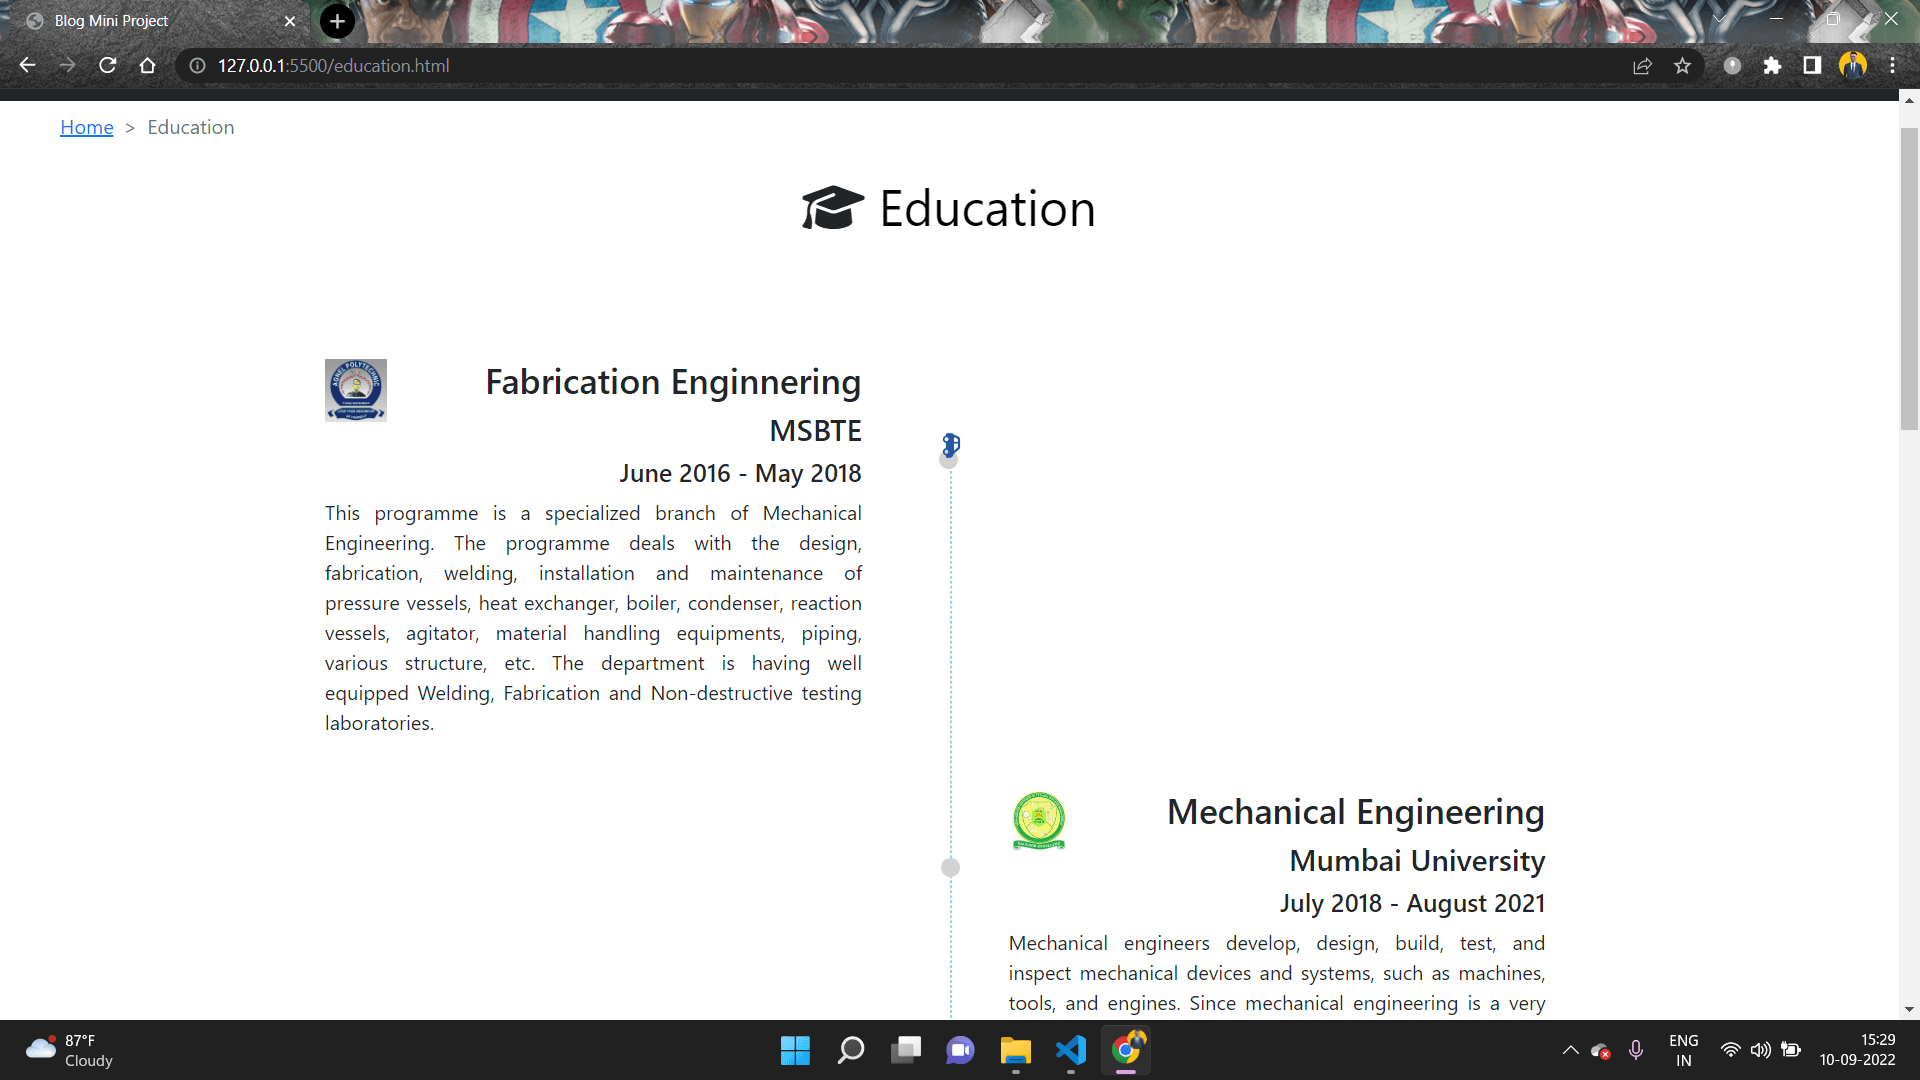 Blog Mini Project
127.0.0.1:5500/education.html
Home > Education
Education
Fabrication Enginnering
MSBTE
June 2016 - May 2018
This programme is a specialized branch of Mechanical
Engineering. The programme deals with the design,
fabrication, welding, installation and maintenance of
pressure vessels, heat exchanger, boiler, condenser, reaction
vessels, agitator, material handling equipments, piping,
various structure, etc. The department is having well
equipped Welding, Fabrication and Non-destructive testing
laboratories.
Mechanical Engineering
Mumbai University
July 2018 - August 2021
Mechanical engineers develop, design, build, test, and
inspect mechanical devices and systems, such as machines,
tools, and engines. Since mechanical engineering is a very
87°F
Cloudy
ENG
IN
15:29
10-09-2022